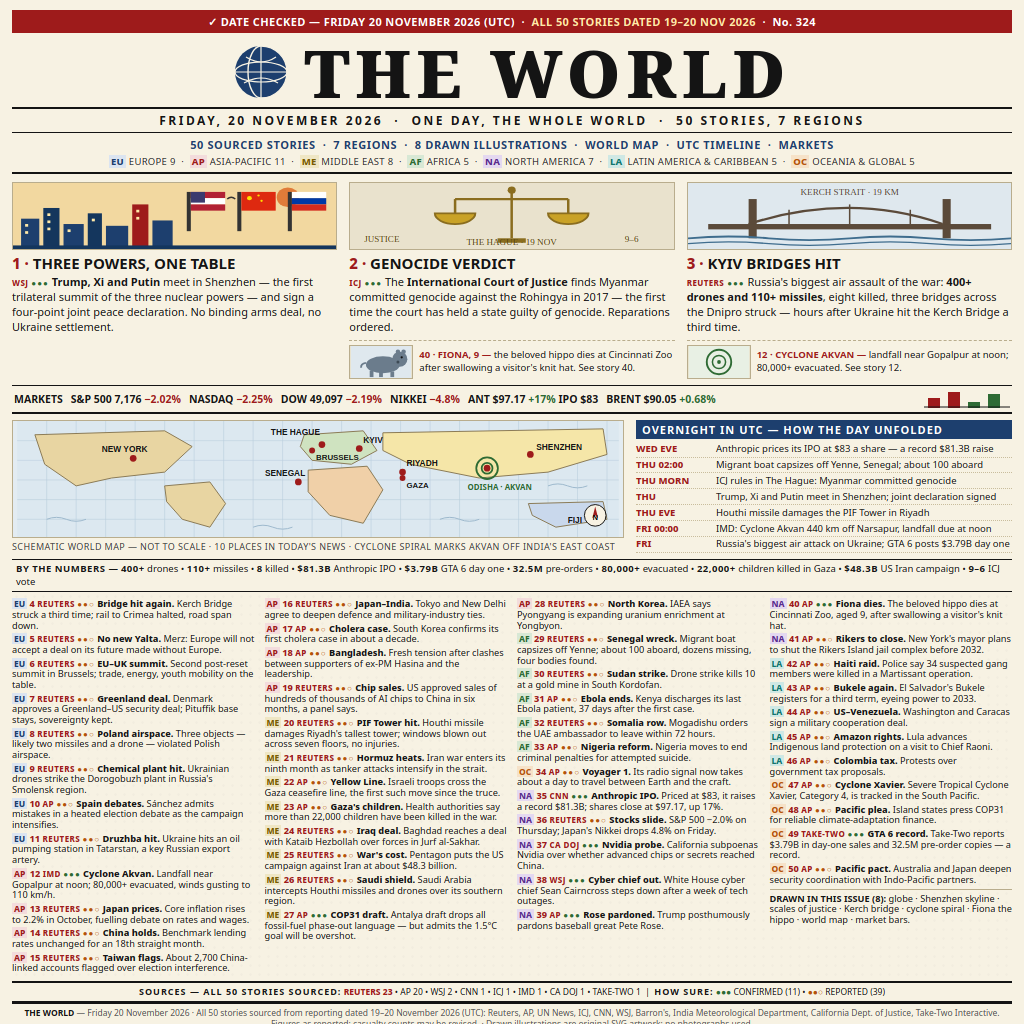 ✓ DATE CHECKED — FRIDAY 20 NOVEMBER 2026 (UTC) · ALL 50 STORIES DATED 19–20 NOV 2026 · No. 324
THE WORLD
FRIDAY, 20 NOVEMBER 2026 · ONE DAY, THE WHOLE WORLD · 50 STORIES, 7 REGIONS
50 SOURCED STORIES · 7 REGIONS · 8 DRAWN ILLUSTRATIONS · WORLD MAP · UTC TIMELINE · MARKETS
EU EUROPE 9 · AP ASIA-PACIFIC 11 · ME MIDDLE EAST 8 · AF AFRICA 5 · NA NORTH AMERICA 7 · LA LATIN AMERICA & CARIBBEAN 5 · OC OCEANIA & GLOBAL 5
1 · THREE POWERS, ONE TABLE
WSJ ●●● Trump, Xi and Putin meet in Shenzhen — the first
trilateral summit of the three nuclear powers — and sign a
four-point joint peace declaration. No binding arms deal, no
Ukraine settlement.
JUSTICE
THE HAGUE · 19 NOV
9–6
2 · GENOCIDE VERDICT
ICJ ●●● The International Court of Justice finds Myanmar
committed genocide against the Rohingya in 2017 — the first
time the court has held a state guilty of genocide. Reparations
ordered.
40 · FIONA, 9 — the beloved hippo dies at Cincinnati Zoo
after swallowing a visitor's knit hat. See story 40.
KERCH STRAIT · 19 KM
3 · KYIV BRIDGES HIT
REUTERS ●●● Russia's biggest air assault of the war: 400+
drones and 110+ missiles, eight killed, three bridges across
the Dnipro struck — hours after Ukraine hit the Kerch Bridge a
third time.
12 · CYCLONE AKVAN — landfall near Gopalpur at noon;
80,000+ evacuated. See story 12.
MARKETS S&P 500 7,176 −2.02% NASDAQ −2.25% DOW 49,097 −2.19% NIKKEI −4.8% ANT $97.17 +17% IPO $83 BRENT $90.05 +0.68%
NEW YORK
THE HAGUE
KYIV
BRUSSELS
SENEGAL
RIYADH
GAZA
SHENZHEN
ODISHA · AKVAN
FIJI
N
SCHEMATIC WORLD MAP — NOT TO SCALE · 10 PLACES IN TODAY'S NEWS · CYCLONE SPIRAL MARKS AKVAN OFF INDIA'S EAST COAST
OVERNIGHT IN UTC — HOW THE DAY UNFOLDED
WED EVE Anthropic prices its IPO at $83 a share — a record $81.3B raise
THU 02:00 Migrant boat capsizes off Yenne, Senegal; about 100 aboard
THU MORN ICJ rules in The Hague: Myanmar committed genocide
THU Trump, Xi and Putin meet in Shenzhen; joint declaration signed
THU EVE Houthi missile damages the PIF Tower in Riyadh
FRI 00:00 IMD: Cyclone Akvan 440 km off Narsapur, landfall due at noon
FRI Russia's biggest air attack on Ukraine; GTA 6 posts $3.79B day one
BY THE NUMBERS — 400+ drones • 110+ missiles • 8 killed • $81.3B Anthropic IPO • $3.79B GTA 6 day one • 32.5M pre-orders • 80,000+ evacuated • 22,000+ children killed in Gaza • $48.3B US Iran campaign • 9–6 ICJ
vote
EU 4 REUTERS ●●○ Bridge hit again. Kerch Bridge
struck a third time; rail to Crimea halted, road shut
down.
EU 5 REUTERS ●●○ No new Yalta. Merz: Europe will not
accept a deal on its future made without Europe.
EU 6 REUTERS ●●○ EU–UK summit. Second post-reset
summit in Brussels; trade, energy, youth mobility on the
table.
EU 7 REUTERS ●●○ Greenland deal. Denmark
approves a Greenland–US security deal; Pituffik base
stays, sovereignty kept.
EU 8 REUTERS ●●○ Poland airspace. Three objects —
likely two missiles and a drone — violated Polish
airspace.
EU 9 REUTERS ●●○ Chemical plant hit. Ukrainian
drones strike the Dorogobuzh plant in Russia's
Smolensk region.
EU 10 AP ●●○ Spain debates. Sánchez admits
mistakes in a heated election debate as the campaign
intensifies.
EU 11 REUTERS ●●○ Druzhba hit. Ukraine hits an oil
pumping station in Tatarstan, a key Russian export
artery.
AP 12 IMD ●●● Cyclone Akvan. Landfall near
Gopalpur at noon; 80,000+ evacuated, winds gusting to
110 km/h.
AP 13 REUTERS ●●○ Japan prices. Core inflation rises
to 2.2% in October, fuelling debate on rates and wages.
AP 14 REUTERS ●●○ China holds. Benchmark lending
rates unchanged for an 18th straight month.
AP 15 REUTERS ●●○ Taiwan flags. About 2,700 China-
linked accounts flagged over election interference.
AP 16 REUTERS ●●○ Japan–India. Tokyo and New Delhi
agree to deepen defence and military-industry ties.
AP 17 AP ●●○ Cholera case. South Korea confirms its
first cholera case in about a decade.
AP 18 AP ●●○ Bangladesh. Fresh tension after clashes
between supporters of ex-PM Hasina and the
leadership.
AP 19 REUTERS ●●○ Chip sales. US approved sales of
hundreds of thousands of AI chips to China in six
months, a panel says.
ME 20 REUTERS ●●○ PIF Tower hit. Houthi missile
damages Riyadh's tallest tower; windows blown out
across seven floors, no injuries.
ME 21 REUTERS ●●○ Hormuz heats. Iran war enters its
ninth month as tanker attacks intensify in the strait.
ME 22 AP ●●○ Yellow Line. Israeli troops cross the
Gaza ceasefire line, the first such move since the truce.
ME 23 AP ●●○ Gaza's children. Health authorities say
more than 22,000 children have been killed in the war.
ME 24 REUTERS ●●○ Iraq deal. Baghdad reaches a deal
with Kataib Hezbollah over forces in Jurf al-Sakhar.
ME 25 REUTERS ●●○ War's cost. Pentagon puts the US
campaign against Iran at about $48.3 billion.
ME 26 REUTERS ●●○ Saudi shield. Saudi Arabia
intercepts Houthi missiles and drones over its southern
region.
ME 27 AP ●●● COP31 draft. Antalya draft drops all
fossil-fuel phase-out language — but admits the 1.5°C
goal will be overshot.
AP 28 REUTERS ●●○ North Korea. IAEA says
Pyongyang is expanding uranium enrichment at
Yongbyon.
AF 29 REUTERS ●●○ Senegal wreck. Migrant boat
capsizes off Yenne; about 100 aboard, dozens missing,
four bodies found.
AF 30 REUTERS ●●○ Sudan strike. Drone strike kills 10
at a gold mine in South Kordofan.
AF 31 AP ●●○ Ebola ends. Kenya discharges its last
Ebola patient, 37 days after the first case.
AF 32 REUTERS ●●○ Somalia row. Mogadishu orders
the UAE ambassador to leave within 72 hours.
AF 33 AP ●●○ Nigeria reform. Nigeria moves to end
criminal penalties for attempted suicide.
OC 34 AP ●●○ Voyager 1. Its radio signal now takes
about a day to travel between Earth and the craft.
NA 35 CNN ●●● Anthropic IPO. Priced at $83, it raises
a record $81.3B; shares close at $97.17, up 17%.
NA 36 REUTERS ●●○ Stocks slide. S&P 500 −2.0% on
Thursday; Japan's Nikkei drops 4.8% on Friday.
NA 37 CA DOJ ●●● Nvidia probe. California subpoenas
Nvidia over whether advanced chips or secrets reached
China.
NA 38 WSJ ●●○ Cyber chief out. White House cyber
chief Sean Cairncross steps down after a week of tech
outages.
NA 39 AP ●●● Rose pardoned. Trump posthumously
pardons baseball great Pete Rose.
NA 40 AP ●●● Fiona dies. The beloved hippo dies at
Cincinnati Zoo, aged 9, after swallowing a visitor's knit
hat.
NA 41 AP ●●○ Rikers to close. New York's mayor plans
to shut the Rikers Island jail complex before 2032.
LA 42 AP ●●○ Haiti raid. Police say 34 suspected gang
members were killed in a Martissant operation.
LA 43 AP ●●○ Bukele again. El Salvador's Bukele
registers for a third term, eyeing power to 2033.
LA 44 AP ●●○ US–Venezuela. Washington and Caracas
sign a military cooperation deal.
LA 45 AP ●●○ Amazon rights. Lula advances
Indigenous land protection on a visit to Chief Raoni.
LA 46 AP ●●○ Colombia tax. Protests over
government tax proposals.
OC 47 AP ●●○ Cyclone Xavier. Severe Tropical Cyclone
Xavier, Category 4, is tracked in the South Pacific.
OC 48 AP ●●○ Pacific plea. Island states press COP31
for reliable climate-adaptation finance.
OC 49 TAKE-TWO ●●● GTA 6 record. Take-Two reports
$3.79B in day-one sales and 32.5M pre-order copies — a
record.
OC 50 AP ●●○ Pacific pact. Australia and Japan deepen
security coordination with Indo-Pacific partners.
DRAWN IN THIS ISSUE (8): globe · Shenzhen skyline ·
scales of justice · Kerch bridge · cyclone spiral · Fiona the
hippo · world map · market bars.
SOURCES — ALL 50 STORIES SOURCED: REUTERS 23 • AP 20 • WSJ 2 • CNN 1 • ICJ 1 • IMD 1 • CA DOJ 1 • TAKE-TWO 1 | HOW SURE: ●●● CONFIRMED (11) • ●●○ REPORTED (39)
THE WORLD — Friday 20 November 2026 · All 50 stories sourced from reporting dated 19–20 November 2026 (UTC): Reuters, AP, UN News, ICJ, CNN, WSJ, Barron's, India Meteorological Department, California Dept. of Justice, Take-Two Interactive.
Figures as reported; casualty counts may be revised. · Drawn illustrations are original SVG artwork; no photographs used.